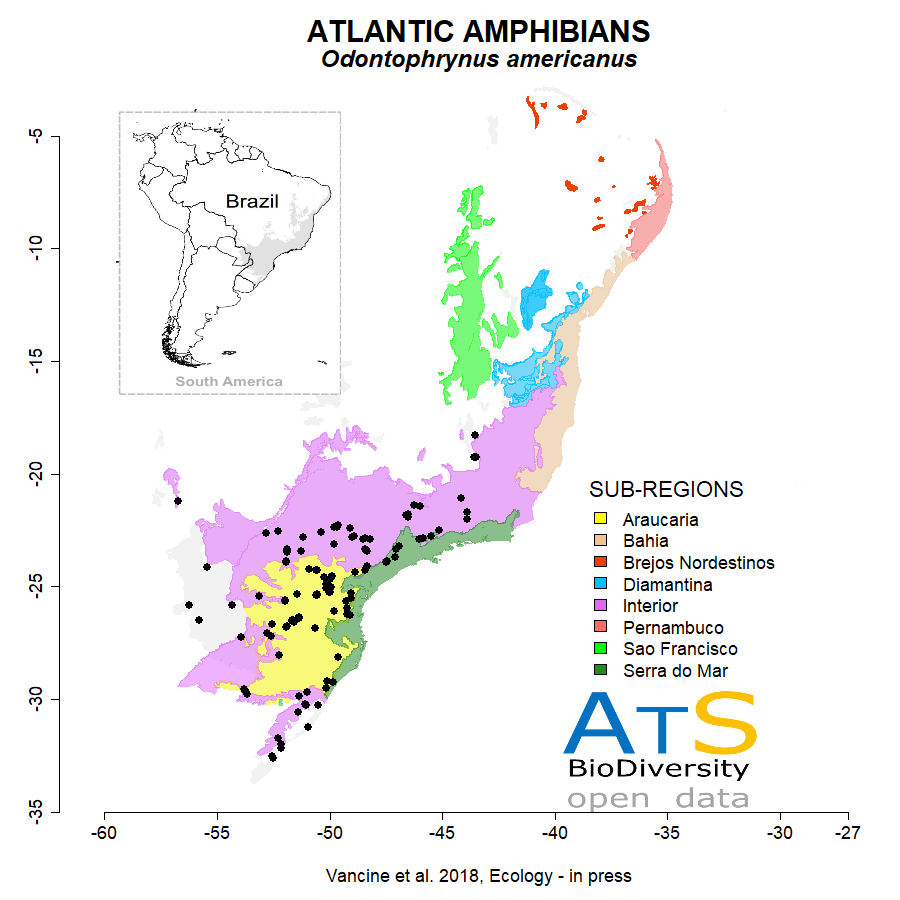 ATLANTIC AMPHIBIANS
Odontophrynus americanus
Brazil
South America
-5
-10
-15
-20
-25
-30
-35
SUB-REGIONS
Araucaria
Bahia
Brejos Nordestinos
Diamantina
Interior
Pernambuco
Sao Francisco
Serra do Mar
ATS
BioDiversity
open data
-60
-55
-50
-45
-40
-35
-30
-27
Vancine et al. 2018, Ecology - in press